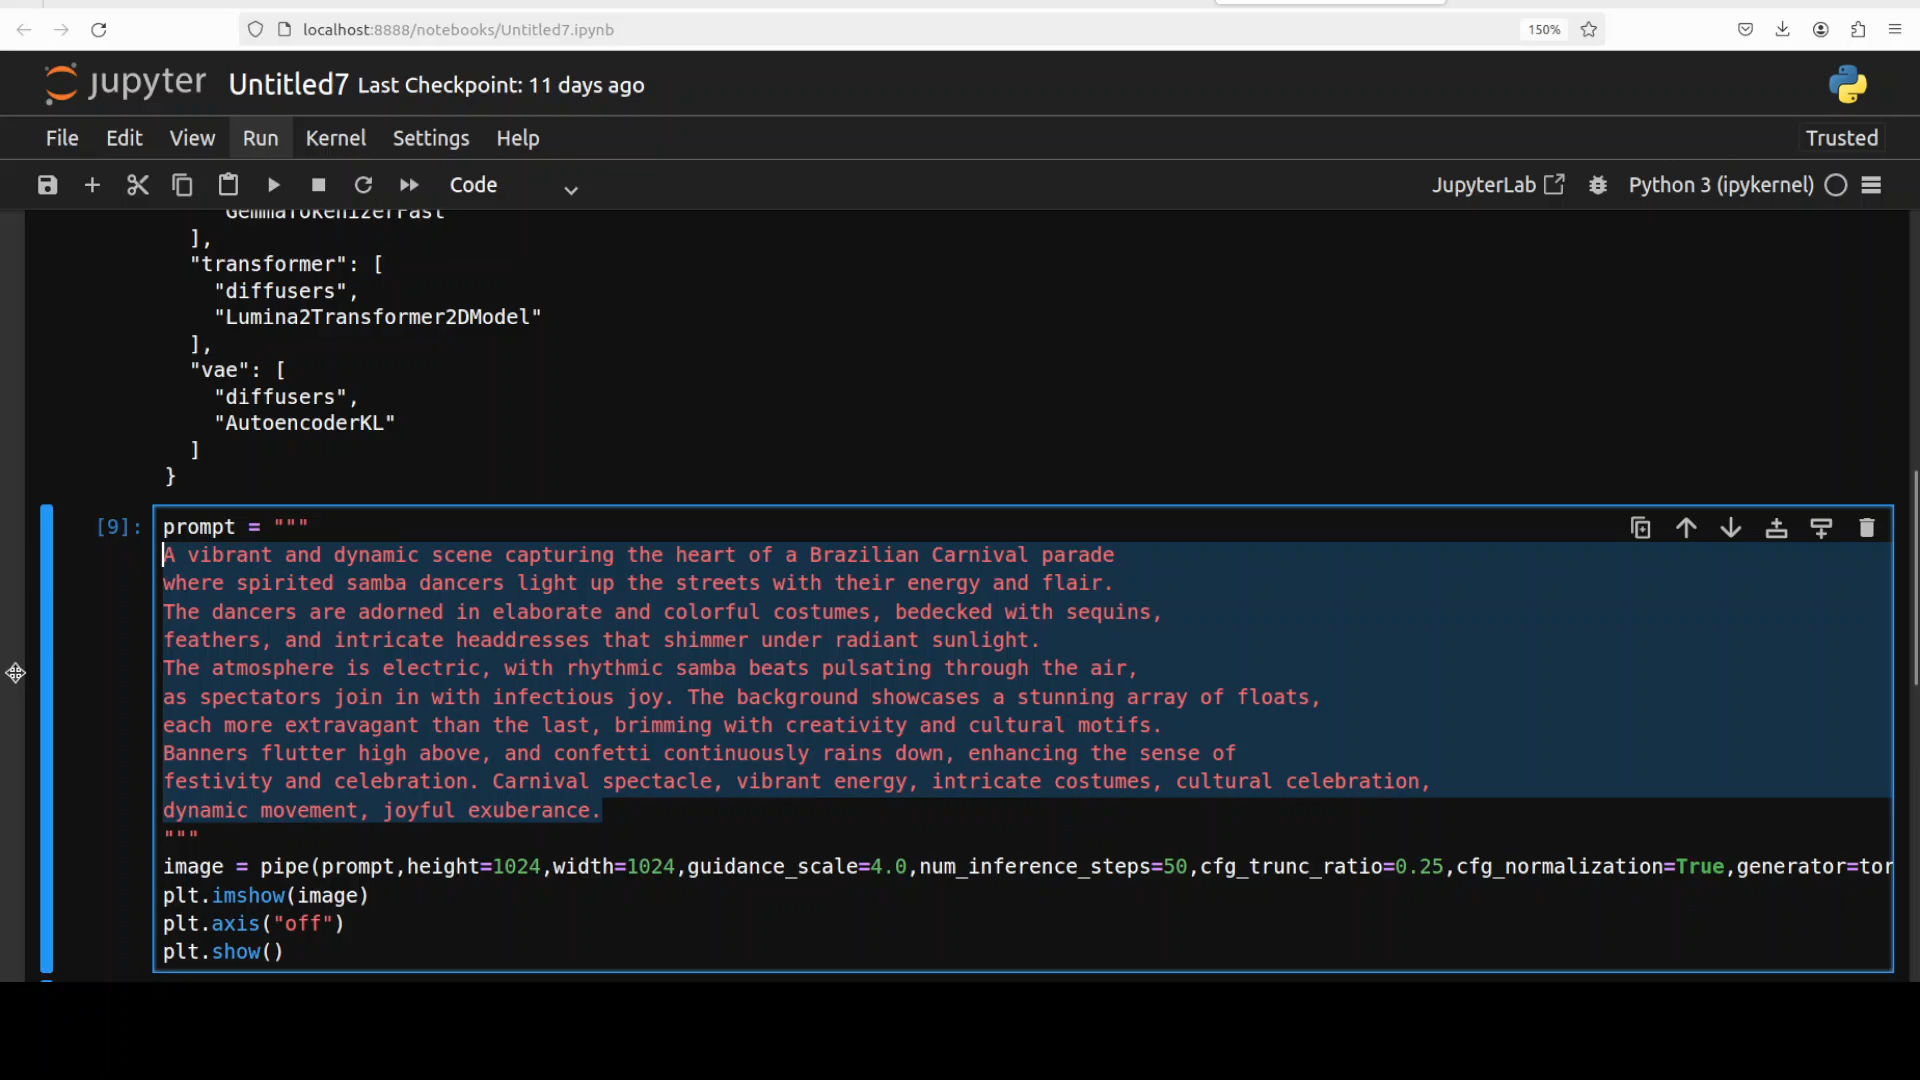 localhost:8888/notebooks/Untitled7.ipynb
150%
jupyter Untitled7 Last Checkpoint: 11 days ago
File Edit View Run Kernel Settings Help
Trusted
Code
JupyterLab
Python 3 (ipykernel)
"GemmaTokenizerFast"
],
"transformer": [
"diffusers",
"Lumina2Transformer2DModel"
],
"vae": [
"diffusers",
"AutoencoderKL"
]
}
[9]:
prompt = """
A vibrant and dynamic scene capturing the heart of a Brazilian Carnival parade
where spirited samba dancers light up the streets with their energy and flair.
The dancers are adorned in elaborate and colorful costumes, bedecked with sequins,
feathers, and intricate headdresses that shimmer under radiant sunlight.
The atmosphere is electric, with rhythmic samba beats pulsating through the air,
as spectators join in with infectious joy. The background showcases a stunning array of floats,
each more extravagant than the last, brimming with creativity and cultural motifs.
Banners flutter high above, and confetti continuously rains down, enhancing the sense of
festivity and celebration. Carnival spectacle, vibrant energy, intricate costumes, cultural celebration,
dynamic movement, joyful exuberance.
"""
image = pipe(prompt,height=1024,width=1024,guidance_scale=4.0,num_inference_steps=50,cfg_trunc_ratio=0.25,cfg_normalization=True,generator=tor
plt.imshow(image)
plt.axis("off")
plt.show()